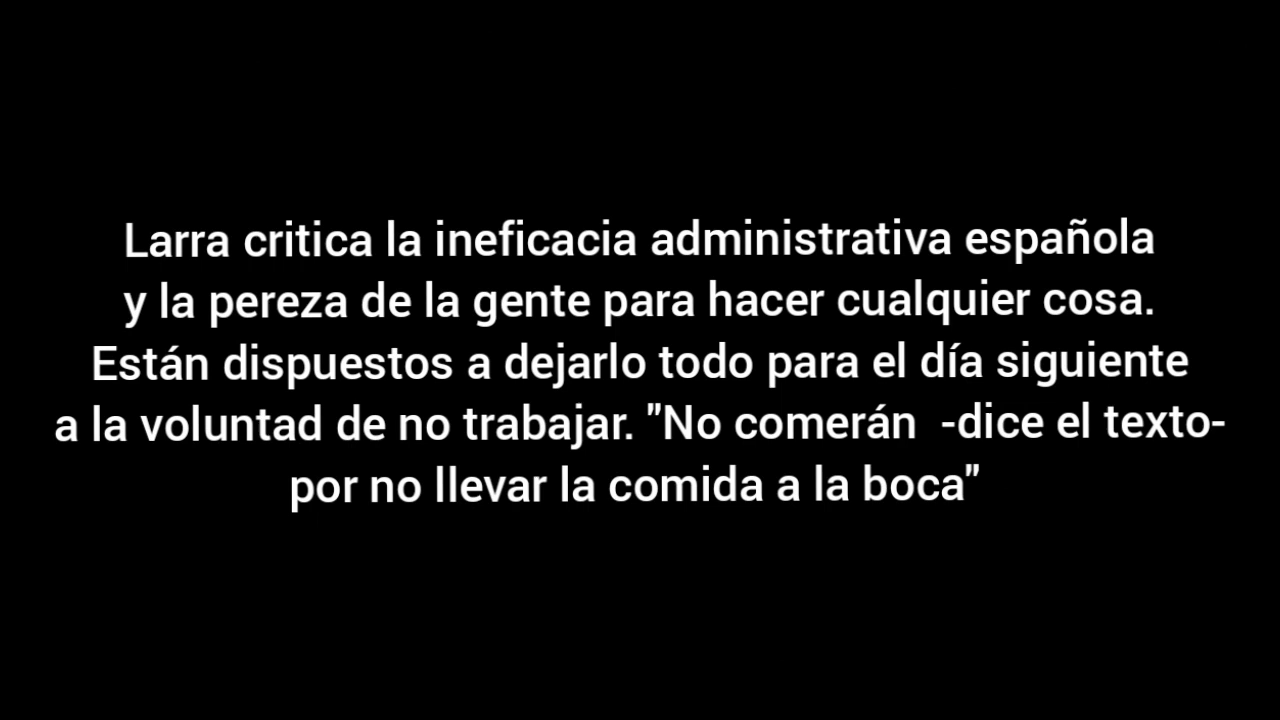 Larra critica la ineficacia administrativa española
y la pereza de la gente para hacer cualquier cosa.
Están dispuestos a dejarlo todo para el día siguiente
a la voluntad de no trabajar. "No comerán  -dice el texto-
por no llevar la comida a la boca"